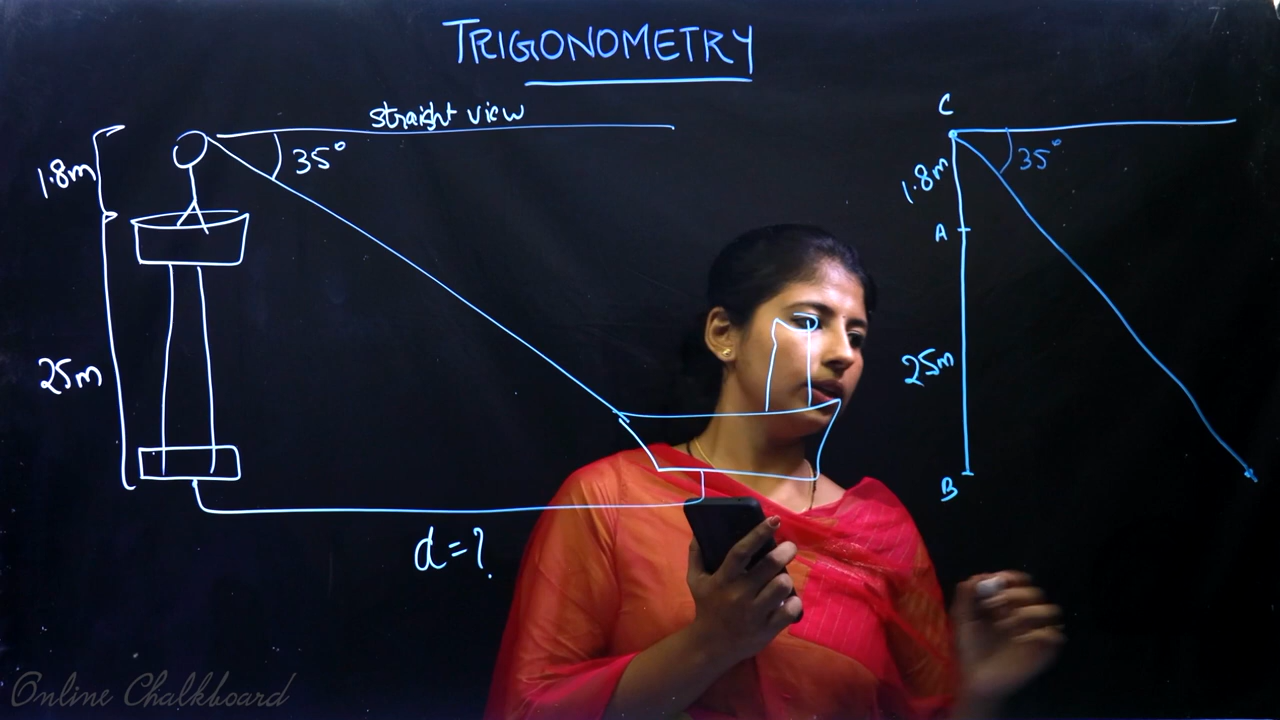 TRIGONOMETRY
straight view
35°
1.8m
25m
d=?
C
35°
1.8m
A
25m
B
Online Chalkboard